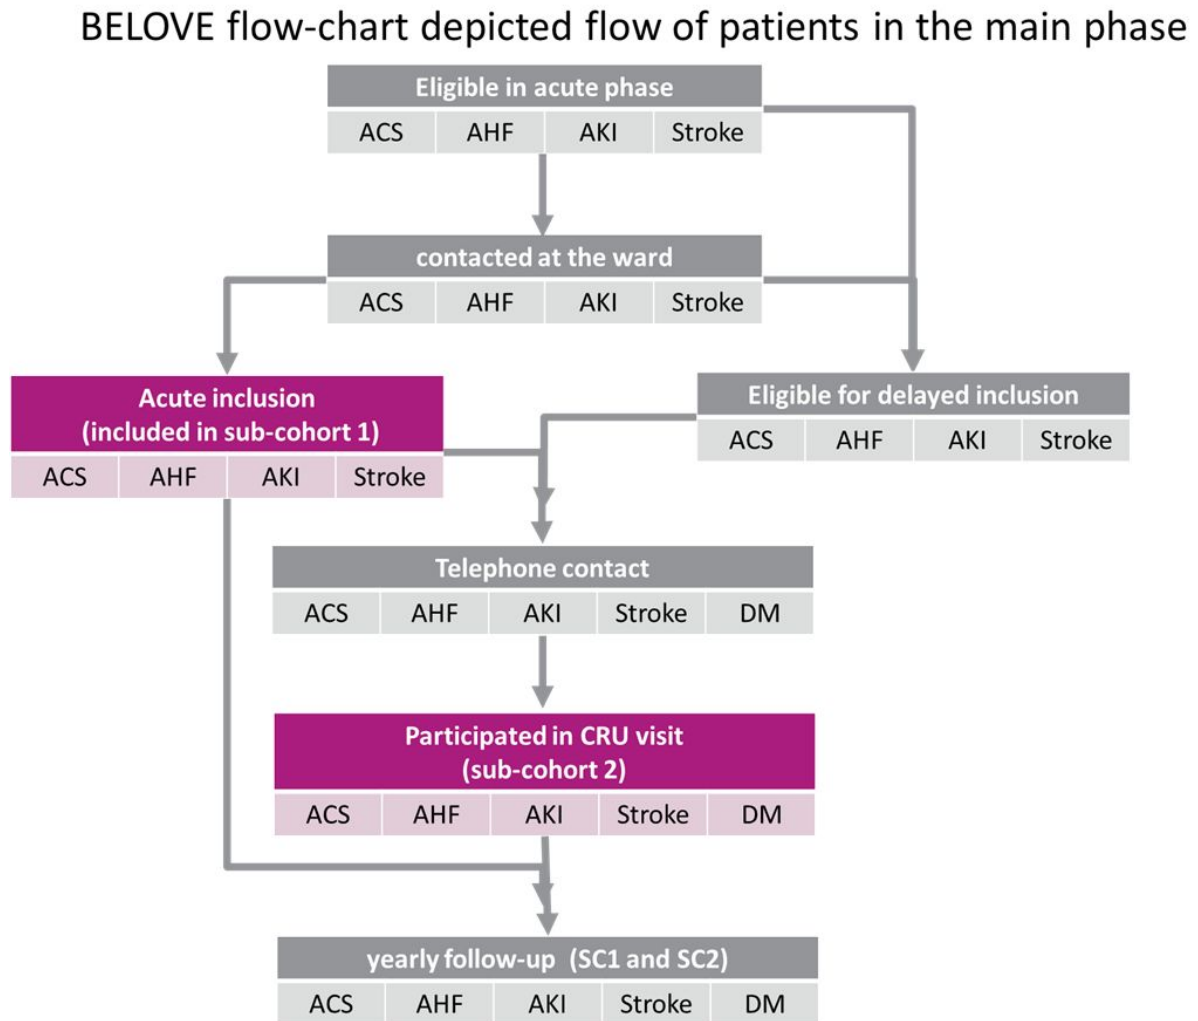 BELOVE flow-chart depicted flow of patients in the main phase
Eligible in acute phase
ACS AHF AKI Stroke
contacted at the ward
ACS AHF AKI Stroke
Acute inclusion
(included in sub-cohort 1)
ACS AHF AKI Stroke
Eligible for delayed inclusion
ACS AHF AKI Stroke
Telephone contact
ACS AHF AKI Stroke DM
Participated in CRU visit
(sub-cohort 2)
ACS AHF AKI Stroke DM
yearly follow-up (SC1 and SC2)
ACS AHF AKI Stroke DM